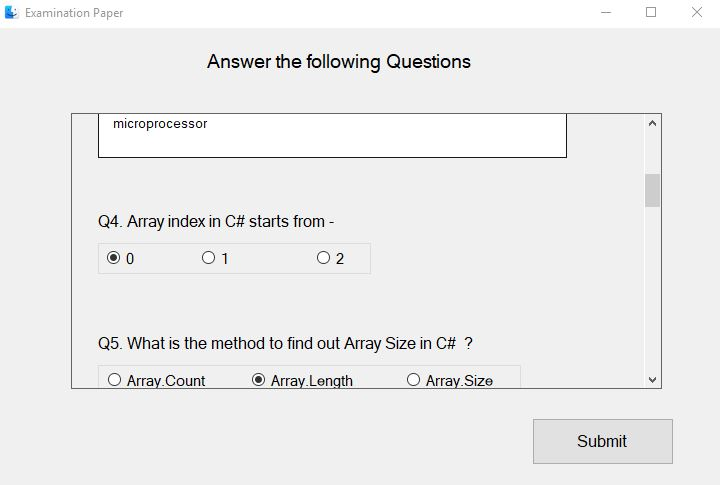 Examination Paper
Answer the following Questions
microprocessor
Q4. Array index in C# starts from -
0 1 2
Q5. What is the method to find out Array Size in C# ?
Array.Count Array.Length Array.Size
Submit